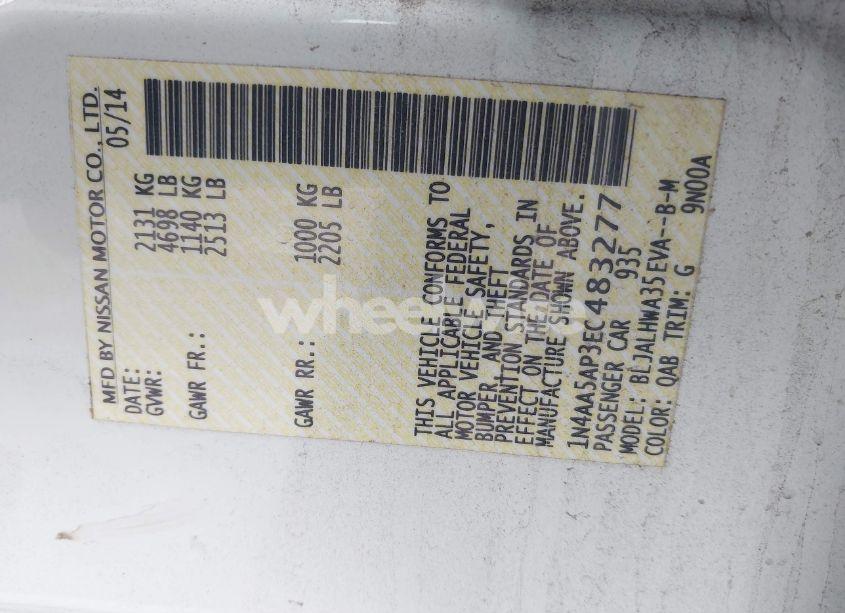 MFD BY NISSAN MOTOR CO., LTD.
DATE: 05/14
GVWR: 2131 KG
4698 LB
GAWR FR.: 1140 KG
2513 LB
GAWR RR.: 1000 KG
2205 LB
THIS VEHICLE CONFORMS TO
ALL APPLICABLE FEDERAL
MOTOR VEHICLE SAFETY,
BUMPER, AND THEFT
PREVENTION STANDARDS IN
EFFECT ON THE DATE OF
MANUFACTURE SHOWN ABOVE.
1N4AA5AP3EC483277
PASSENGER CAR 935
MODEL: BLJALHWA35EVA--B-M
COLOR: QAB TRIM: G 9N00A